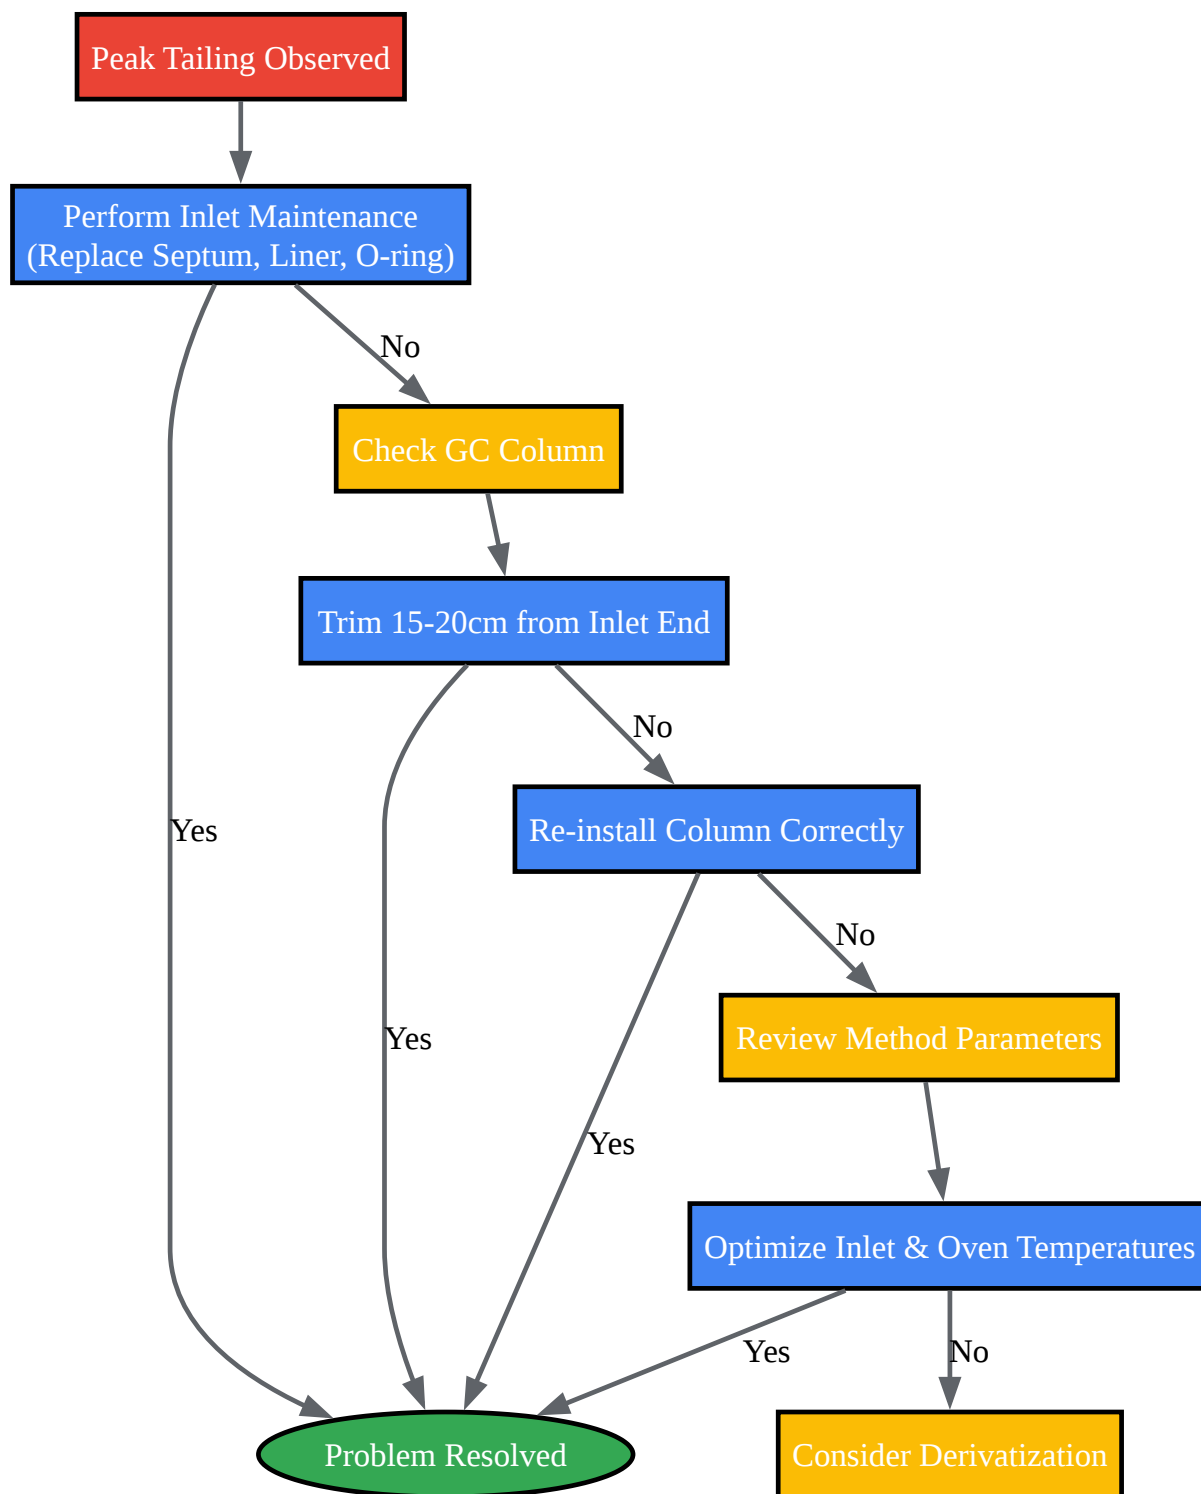 Peak Tailing Observed
Perform Inlet Maintenance
(Replace Septum, Liner, O-ring)
No
Check GC Column
Trim 15-20cm from Inlet End
No
Yes
Re-install Column Correctly
No
Yes
Review Method Parameters
Yes
Optimize Inlet & Oven Temperatures
Yes
No
Problem Resolved
Consider Derivatization